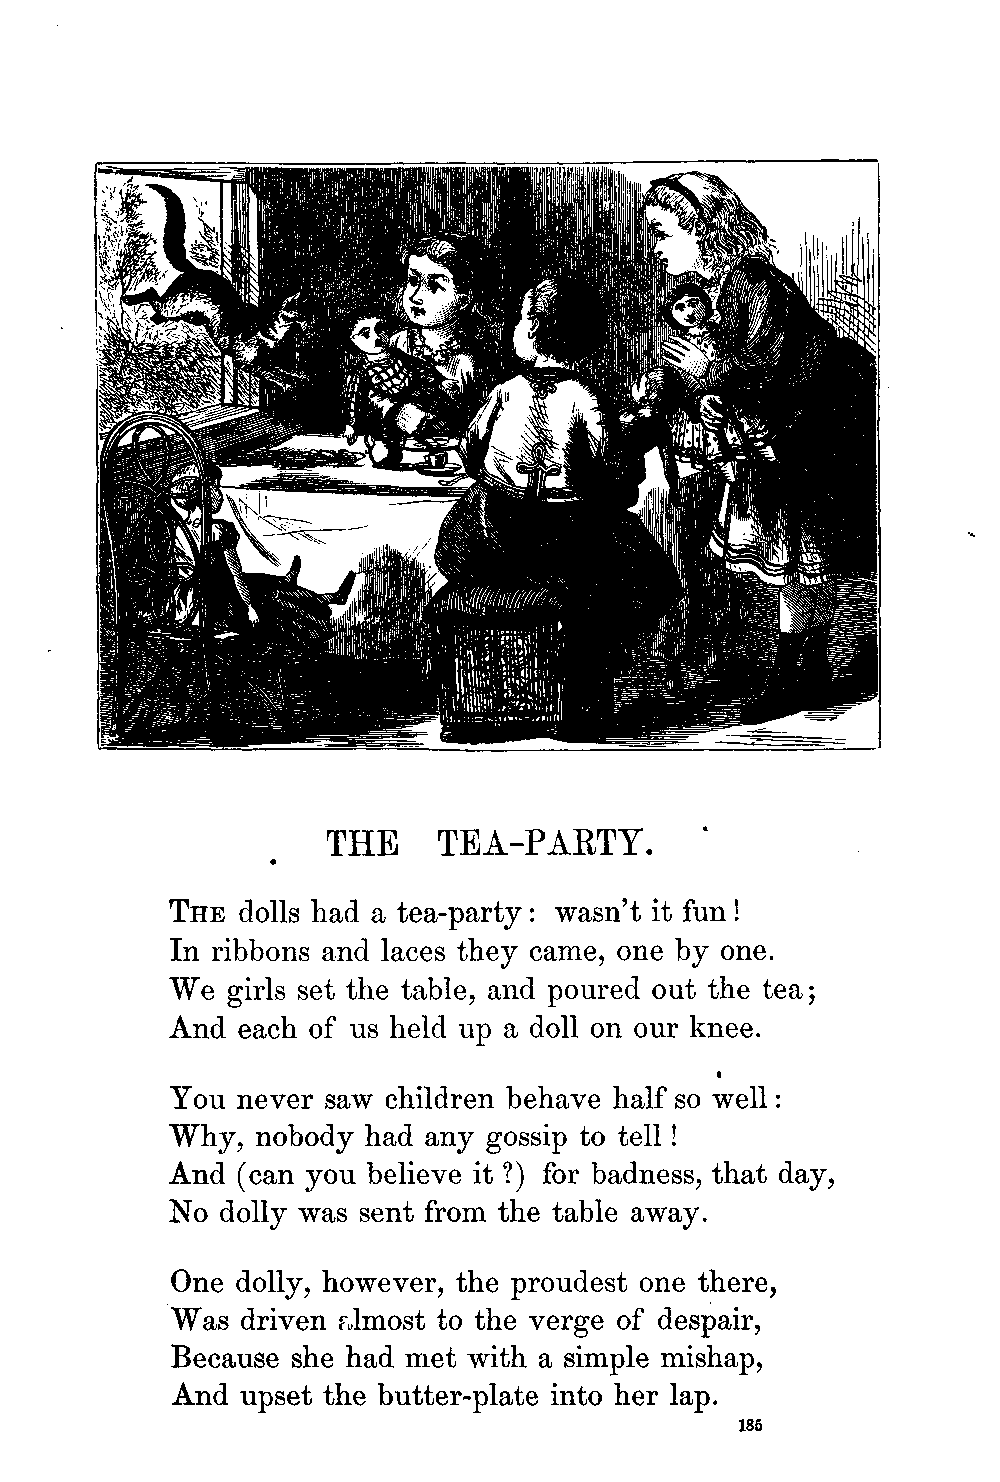 THE TEA-PARTY.
THE dolls had a tea-party: wasn't it fun!
In ribbons and laces they came, one by one.
We girls set the table, and poured out the tea;
And each of us held up a doll on our knee.
You never saw children behave half so well:
Why, nobody had any gossip to tell!
And (can you believe it?) for badness, that day,
No dolly was sent from the table away.
One dolly, however, the proudest one there,
Was driven almost to the verge of despair,
Because she had met with a simple mishap,
And upset the butter-plate into her lap.
185